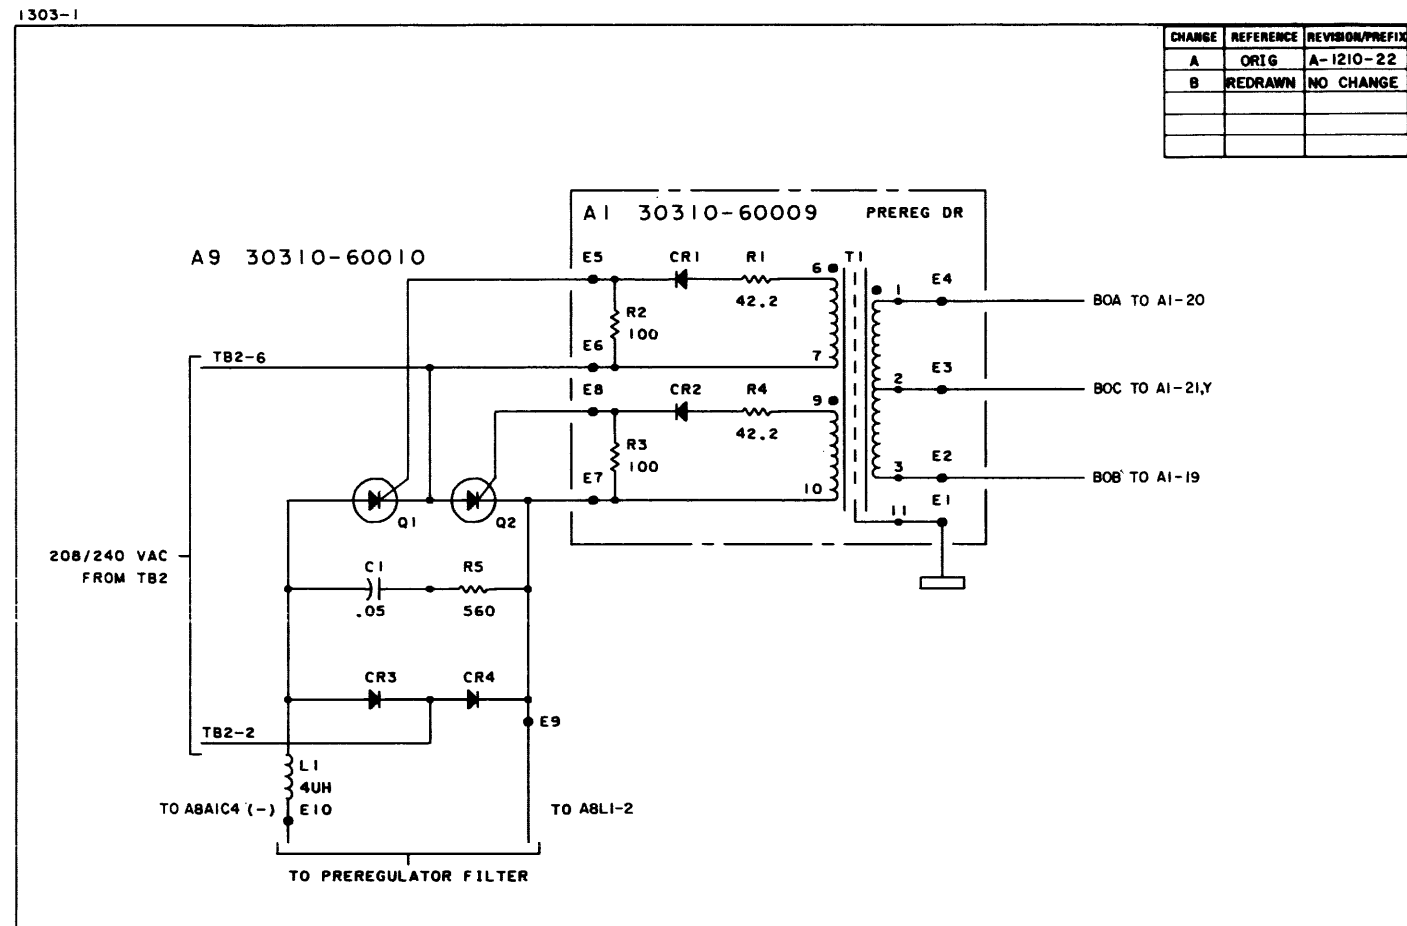 1303-1
CHANGE REFERENCE REVISION/PREFIX
A ORIG A-1210-22
B REDRAWN NO CHANGE
A1 30310-60009 PREREG DR
A9 30310-60010
E5 CR1 R1 6 T1
E4
1
BOA TO A1-20
42.2
R2
100
E6
7
TB2-6
E3
2
BOC TO A1-21,Y
E8 CR2 R4 9
42.2
R3
100
E7
10
E2
3
BOB TO A1-19
E1
11
Q1 Q2
208/240 VAC
FROM TB2
C1 R5
.05 560
CR3 CR4
E9
TB2-2
L1
4UH
TO A8A1C4 (-) E10 TO A8L1-2
TO PREREGULATOR FILTER